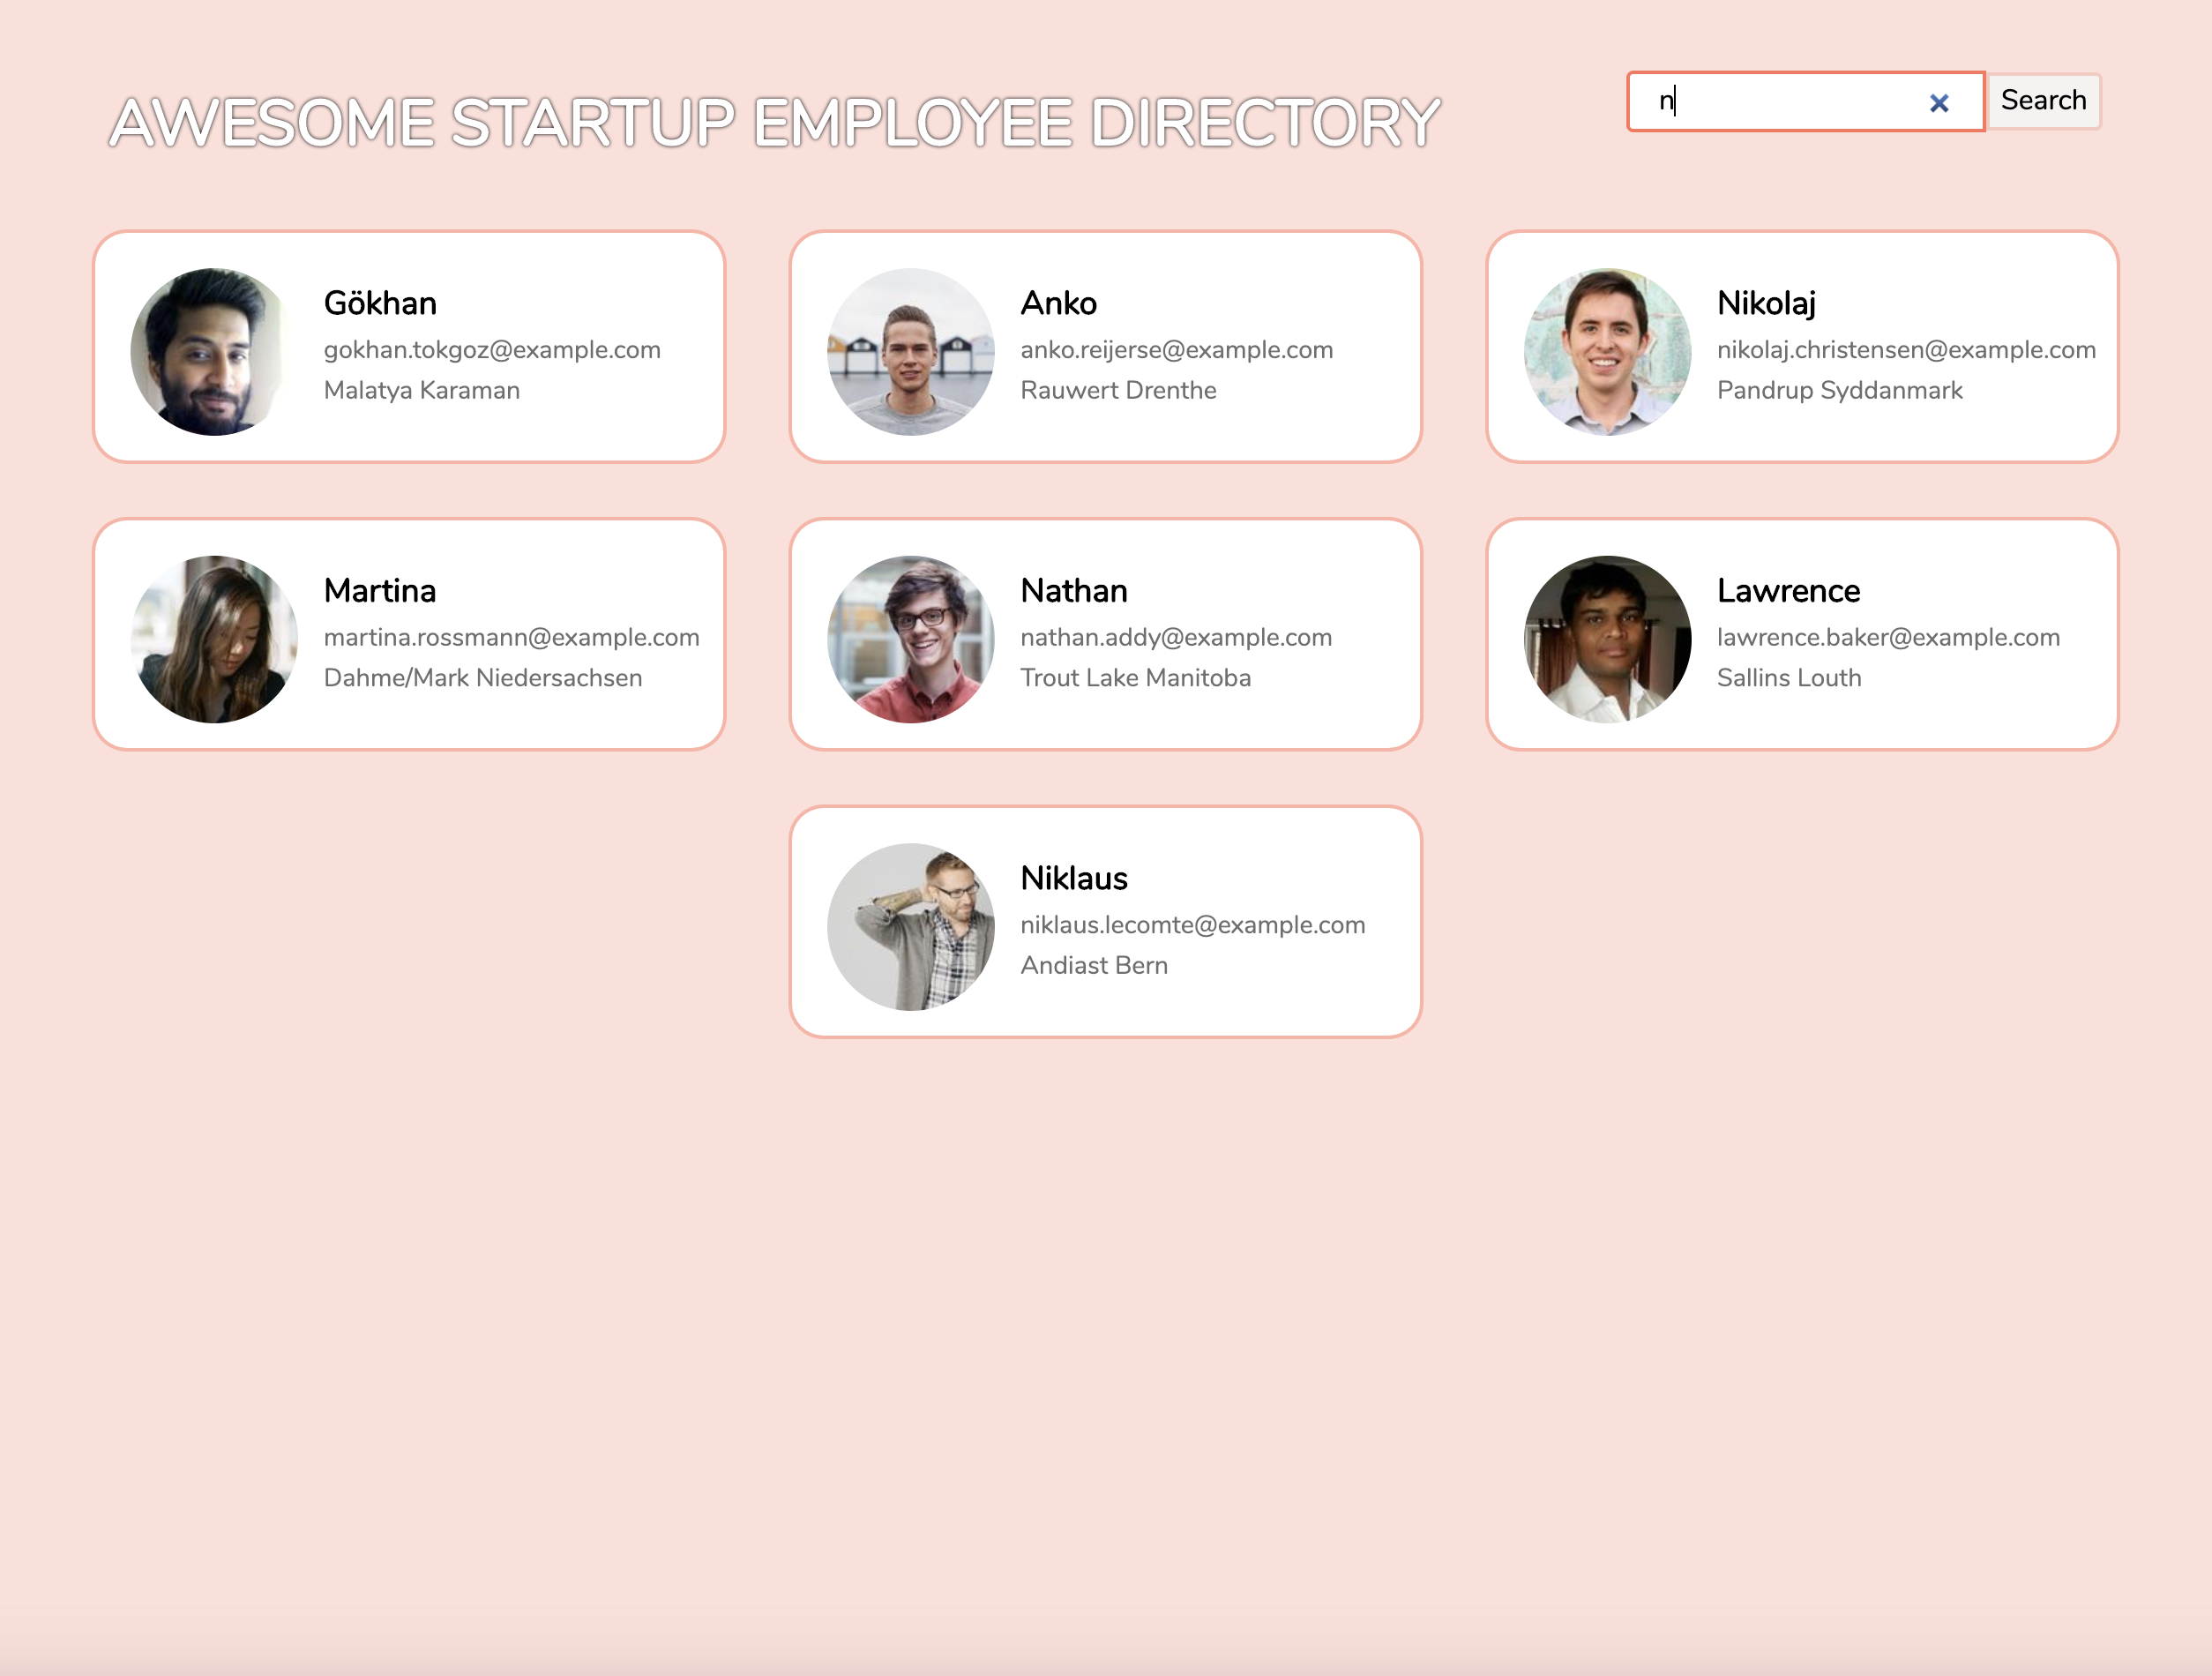 AWESOME STARTUP EMPLOYEE DIRECTORY
n
Search
Gökhan
gokhan.tokgoz@example.com
Malatya Karaman
Anko
anko.reijerse@example.com
Rauwert Drenthe
Nikolaj
nikolaj.christensen@example.com
Pandrup Syddanmark
Martina
martina.rossmann@example.com
Dahme/Mark Niedersachsen
Nathan
nathan.addy@example.com
Trout Lake Manitoba
Lawrence
lawrence.baker@example.com
Sallins Louth
Niklaus
niklaus.lecomte@example.com
Andiast Bern